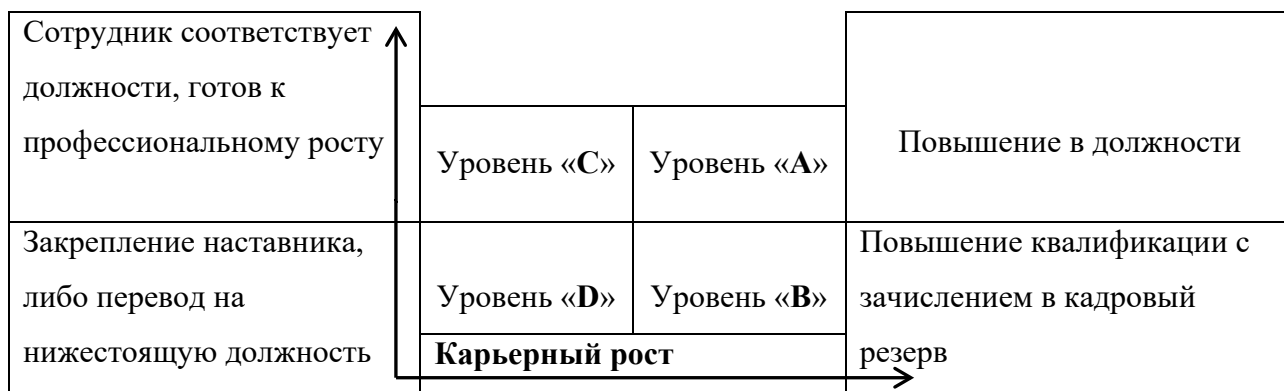 Сотрудник соответствует
должности, готов к
профессиональному росту
Уровень «С»
Уровень «А»
Повышение в должности
Закрепление наставника,
либо перевод на
нижестоящую должность
Уровень «D»
Уровень «В»
Повышение квалификации с
зачислением в кадровый
резерв
Карьерный рост